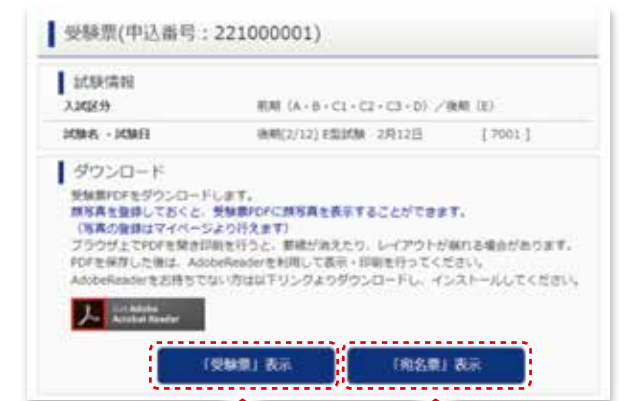 受験票(申込番号：221000001)
試験情報
入試区分 前期（A・B・C1・C2・C3・D）／後期（E）
試験名・試験日 後期(2/12) E型試験 2月12日 [ 7001 ]
ダウンロード
受験票PDFをダウンロードします。
顔写真を登録しておくと、受験票PDFに顔写真を表示することができます。
（写真の登録はマイページより行えます）
ブラウザ上でPDFを開き印刷を行うと、罫線が消えたり、レイアウトが崩れる場合があります。
PDFを保存した後は、AdobeReaderを利用して表示・印刷を行ってください。
AdobeReaderをお持ちでない方は以下リンクよりダウンロードし、インストールしてください。
Get Adobe
Acrobat Reader
「受験票」表示 「宛名票」表示